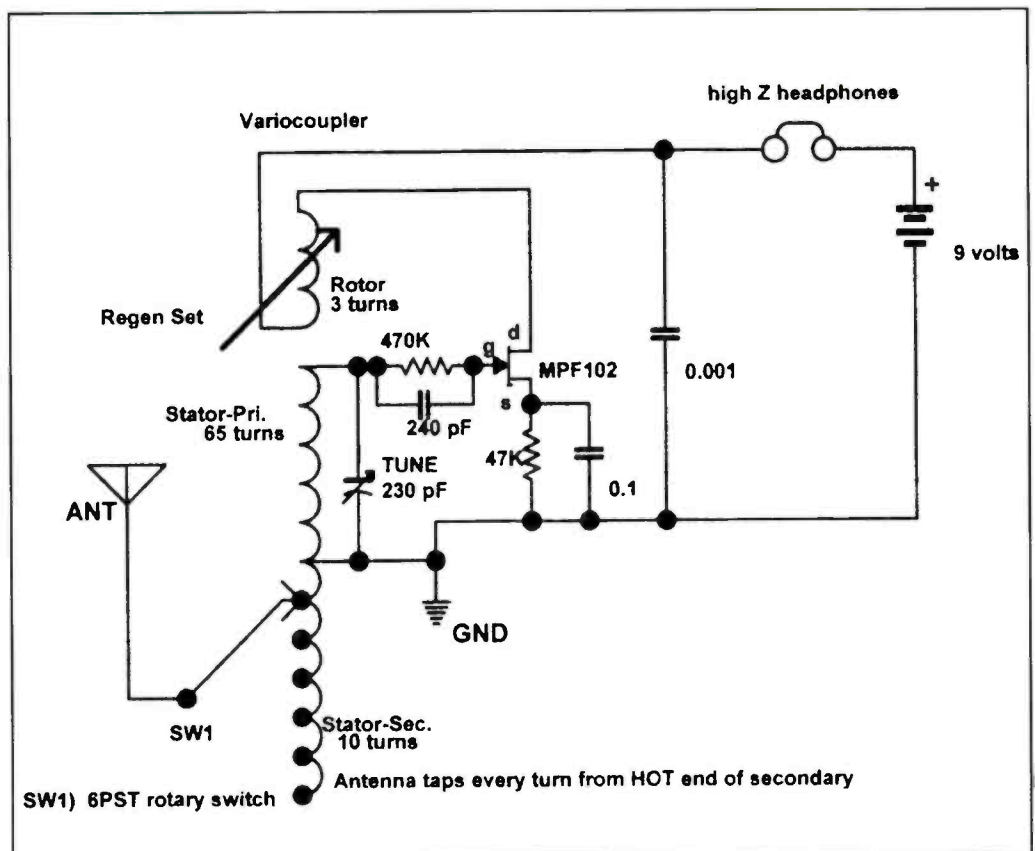 high Z headphones
Variocoupler
+
9 volts
Rotor
3 turns
Regen Set
470K
g
d
MPF102
0.001
s
240 pF
Stator-Pri.
65 turns
47K
TUNE
230 pF
0.1
ANT
GND
SW1
Stator-Sec.
10 turns
Antenna taps every turn from HOT end of secondary
SW1) 6PST rotary switch